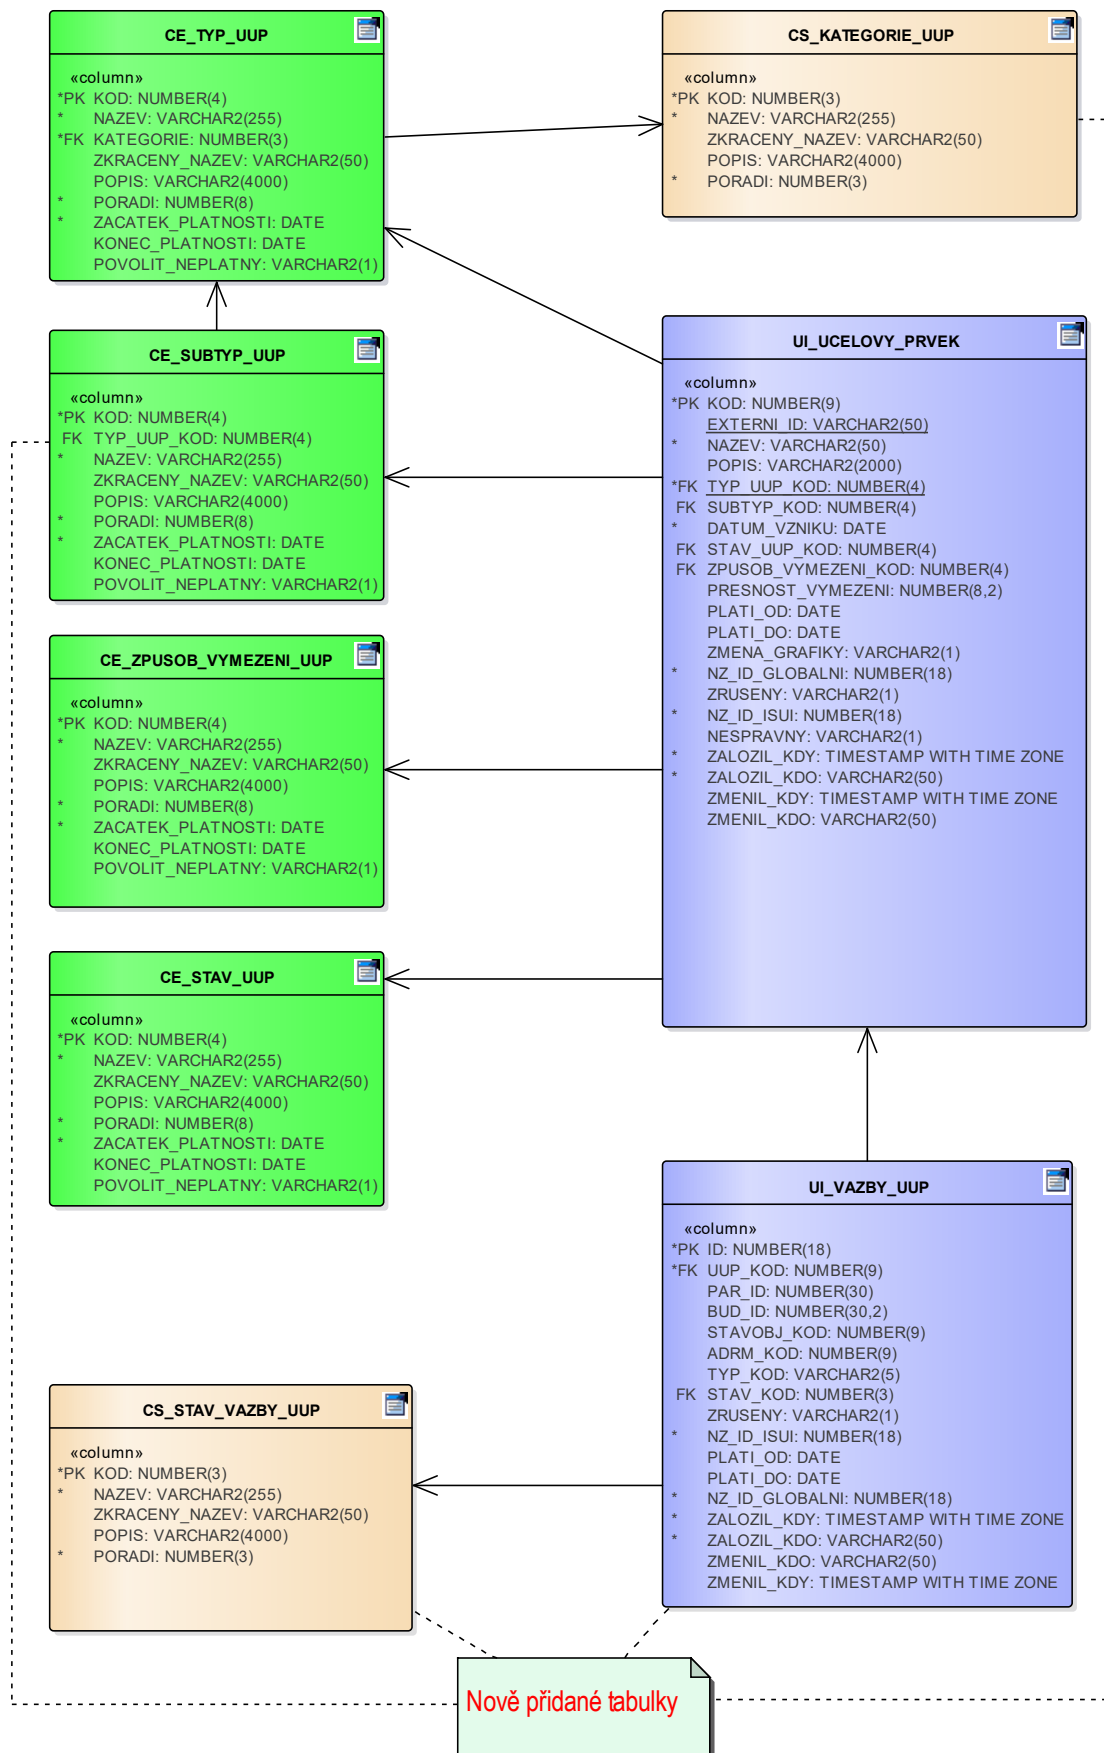 CE_TYP_UUP
«column»
*PK KOD: NUMBER(4)
* NAZEV: VARCHAR2(255)
*FK KATEGORIE: NUMBER(3)
ZKRACENY_NAZEV: VARCHAR2(50)
POPIS: VARCHAR2(4000)
* PORADI: NUMBER(8)
* ZACATEK_PLATNOSTI: DATE
KONEC_PLATNOSTI: DATE
POVOLIT_NEPLATNY: VARCHAR2(1)
CS_KATEGORIE_UUP
«column»
*PK KOD: NUMBER(3)
* NAZEV: VARCHAR2(255)
ZKRACENY_NAZEV: VARCHAR2(50)
POPIS: VARCHAR2(4000)
* PORADI: NUMBER(3)
CE_SUBTYP_UUP
«column»
*PK KOD: NUMBER(4)
FK TYP_UUP_KOD: NUMBER(4)
* NAZEV: VARCHAR2(255)
ZKRACENY_NAZEV: VARCHAR2(50)
POPIS: VARCHAR2(4000)
* PORADI: NUMBER(8)
* ZACATEK_PLATNOSTI: DATE
KONEC_PLATNOSTI: DATE
POVOLIT_NEPLATNY: VARCHAR2(1)
UI_UCELOVY_PRVEK
«column»
*PK KOD: NUMBER(9)
EXTERNI_ID: VARCHAR2(50)
* NAZEV: VARCHAR2(50)
POPIS: VARCHAR2(2000)
*FK TYP_UUP_KOD: NUMBER(4)
FK SUBTYP_KOD: NUMBER(4)
* DATUM_VZNIKU: DATE
FK STAV_UUP_KOD: NUMBER(4)
FK ZPUSOB_VYMEZENI_KOD: NUMBER(4)
PRESNOST_VYMEZENI: NUMBER(8,2)
PLATI_OD: DATE
PLATI_DO: DATE
ZMENA_GRAFIKY: VARCHAR2(1)
* NZ_ID_GLOBALNI: NUMBER(18)
ZRUSENY: VARCHAR2(1)
* NZ_ID_ISUI: NUMBER(18)
NESPRAVNY: VARCHAR2(1)
* ZALOZIL_KDY: TIMESTAMP WITH TIME ZONE
* ZALOZIL_KDO: VARCHAR2(50)
ZMENIL_KDY: TIMESTAMP WITH TIME ZONE
ZMENIL_KDO: VARCHAR2(50)
CE_ZPUSOB_VYMEZENI_UUP
«column»
*PK KOD: NUMBER(4)
* NAZEV: VARCHAR2(255)
ZKRACENY_NAZEV: VARCHAR2(50)
POPIS: VARCHAR2(4000)
* PORADI: NUMBER(8)
* ZACATEK_PLATNOSTI: DATE
KONEC_PLATNOSTI: DATE
POVOLIT_NEPLATNY: VARCHAR2(1)
CE_STAV_UUP
«column»
*PK KOD: NUMBER(4)
* NAZEV: VARCHAR2(255)
ZKRACENY_NAZEV: VARCHAR2(50)
POPIS: VARCHAR2(4000)
* PORADI: NUMBER(8)
* ZACATEK_PLATNOSTI: DATE
KONEC_PLATNOSTI: DATE
POVOLIT_NEPLATNY: VARCHAR2(1)
UI_VAZBY_UUP
«column»
*PK ID: NUMBER(18)
*FK UUP_KOD: NUMBER(9)
PAR_ID: NUMBER(30)
BUD_ID: NUMBER(30,2)
STAVOBJ_KOD: NUMBER(9)
ADRM_KOD: NUMBER(9)
TYP_KOD: VARCHAR2(5)
FK STAV_KOD: NUMBER(3)
ZRUSENY: VARCHAR2(1)
* NZ_ID_ISUI: NUMBER(18)
PLATI_OD: DATE
PLATI_DO: DATE
* NZ_ID_GLOBALNI: NUMBER(18)
* ZALOZIL_KDY: TIMESTAMP WITH TIME ZONE
* ZALOZIL_KDO: VARCHAR2(50)
ZMENIL_KDO: VARCHAR2(50)
ZMENIL_KDY: TIMESTAMP WITH TIME ZONE
CS_STAV_VAZBY_UUP
«column»
*PK KOD: NUMBER(3)
* NAZEV: VARCHAR2(255)
ZKRACENY_NAZEV: VARCHAR2(50)
POPIS: VARCHAR2(4000)
* PORADI: NUMBER(3)
Nově přidané tabulky